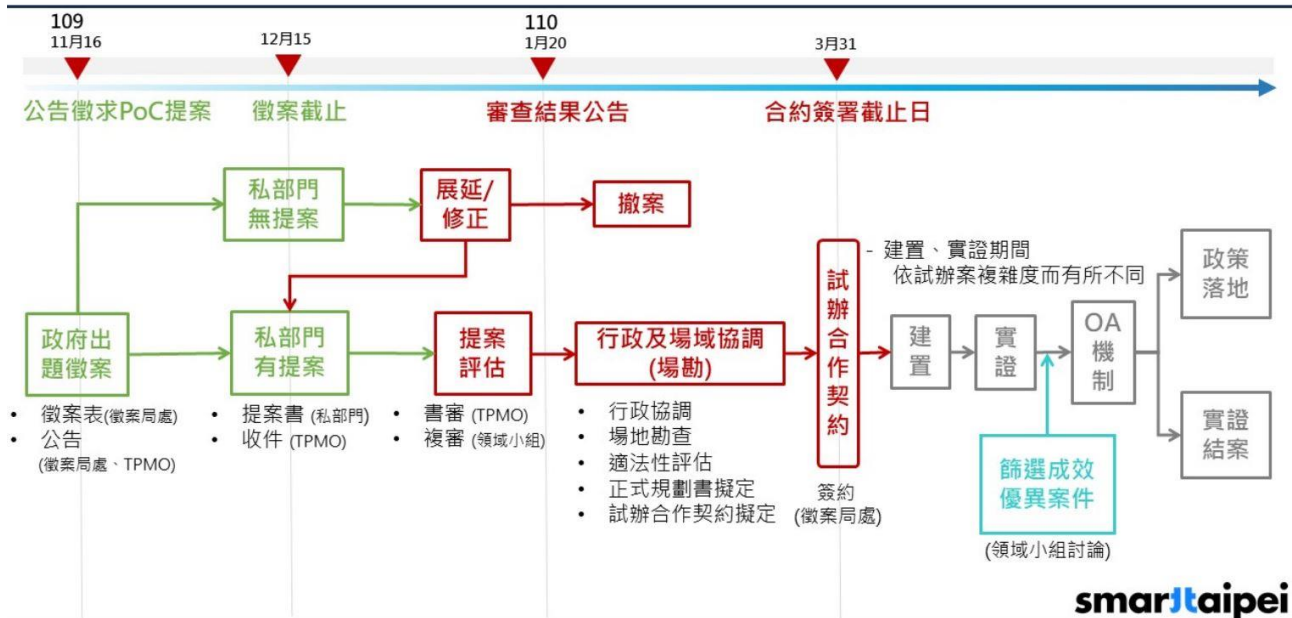 109
11月16
12月15
110
1月20
3月31
公告徵求PoC提案
徵案截止
審查結果公告
合約簽署截止日
私部門
無提案
展延/
修正
撤案
政府出
題徵案
• 徵案表(徵案局處)
• 公告
(徵案局處、TPMO)
私部門
有提案
• 提案書 (私部門)
• 收件 (TPMO)
提案
評估
• 書審 (TPMO)
• 複審 (領域小組)
行政及場域協調
(場勘)
• 行政協調
• 場地勘查
• 適法性評估
• 正式規劃書擬定
• 試辦合作契約擬定
試辦合作契約
簽約
(徵案局處)
- 建置、實證期間
依試辦案複雜度而有所不同
建置
實證
OA
機制
篩選成效
優異案件
(領域小組討論)
政策
落地
實證
結案
smarttaipei